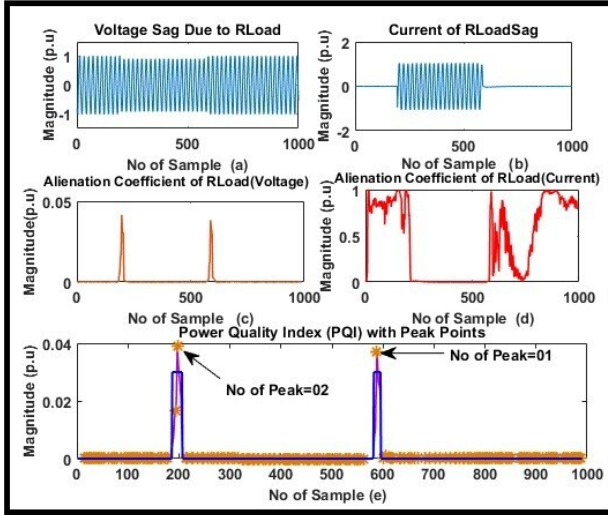 Voltage Sag Due to RLoad
Magnitude (p.u)
1
0
-1
0
500
1000
No of Sample (a)
Current of RLoadSag
Magnitude (p.u)
2
0
-2
0
500
1000
No of Sample (b)
Alienation Coefficient of RLoad(Voltage)
Magnitude(p.u)
0.05
0
0
500
1000
No of Sample (c)
Alienation Coefficient of RLoad(Current)
Magnitude(p.u)
1
0.5
0
0
500
1000
No of Sample (d)
Power Quality Index (PQI) with Peak Points
Magnitude (p.u)
0.04
0.02
0
No of Peak=02
No of Peak=01
0
100
200
300
400
500
600
700
800
900
1000
No of Sample (e)